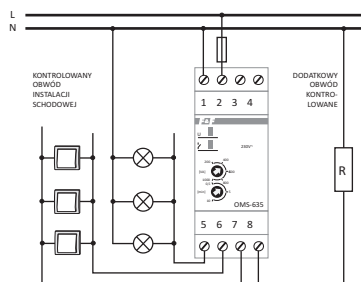 L
N
KONTROLOWANY
OBWÓD
INSTALACJI
SCHODOWEJ
DODATKOWY
OBWÓD
KONTRO-
LOWANE
1 2 3 4
F&F
U
230V~
R
OMS-635
5 6 7 8